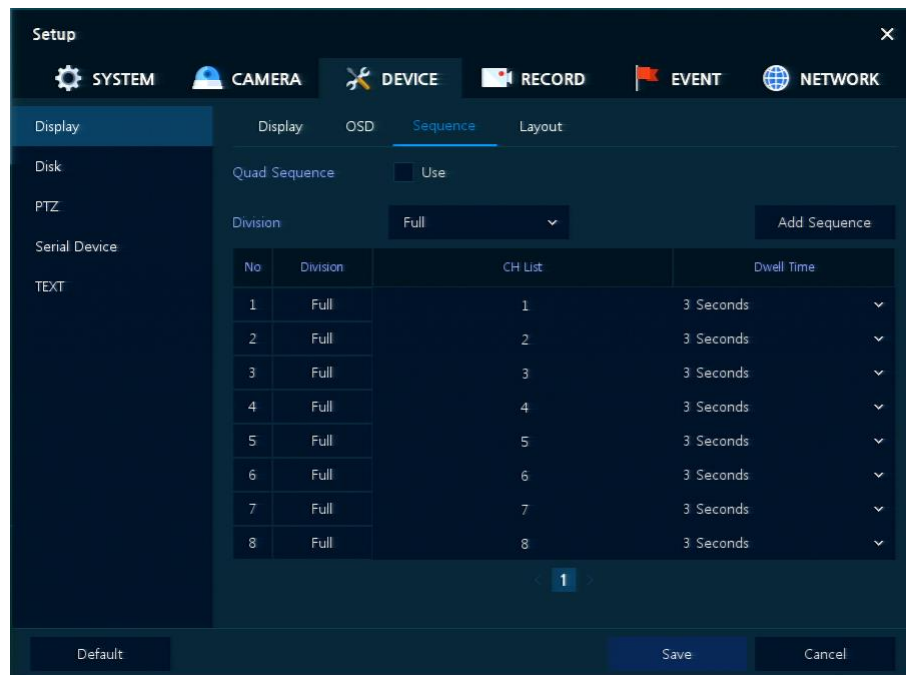 Setup
SYSTEM CAMERA DEVICE RECORD EVENT NETWORK
Display
Disk
PTZ
Serial Device
TEXT
Display OSD Sequence Layout
Quad Sequence Use
Division Full Add Sequence
No Division CH List Dwell Time
1 Full 1 3 Seconds
2 Full 2 3 Seconds
3 Full 3 3 Seconds
4 Full 4 3 Seconds
5 Full 5 3 Seconds
6 Full 6 3 Seconds
7 Full 7 3 Seconds
8 Full 8 3 Seconds
< 1 >
Default Save Cancel